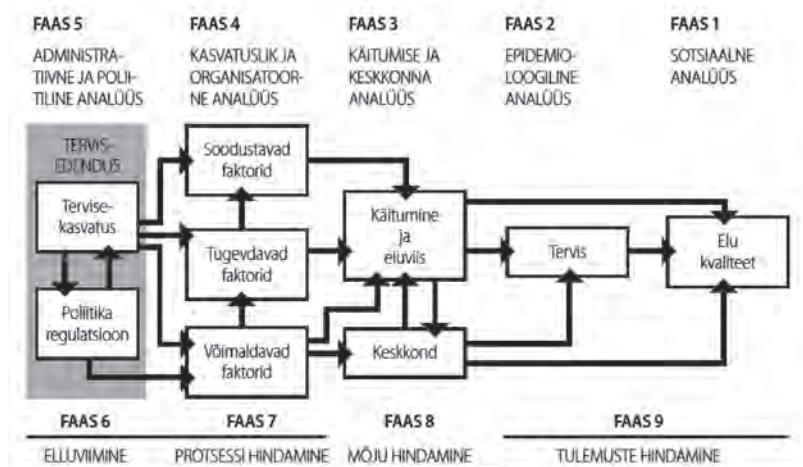 FAAS 5
ADMINISTRA-
TIIVNE JA POLII-
TILINE ANALÜÜS
FAAS 4
KASVATUSLIK JA
ORGANISATOOR-
NE ANALÜÜS
FAAS 3
KÄITUMISE JA
KESKKONNA
ANALÜÜS
FAAS 2
EPIDEMIO-
LOOGILINE
ANALÜÜS
FAAS 1
SOTSIAALNE
ANALÜÜS
TERVIS-
EDENDUS
Tervise-
kasvatus
Poliitika
regulatsioon
Soodustavad
faktorid
Tugevdavad
faktorid
Võimaldavad
faktorid
Käitumine
ja
eluviis
Keskkond
Tervis
Elu
kvaliteet
FAAS 6
ELLUVIIMINE
FAAS 7
PROTSESSI HINDAMINE
FAAS 8
MÕJU HINDAMINE
FAAS 9
TULEMUSTE HINDAMINE